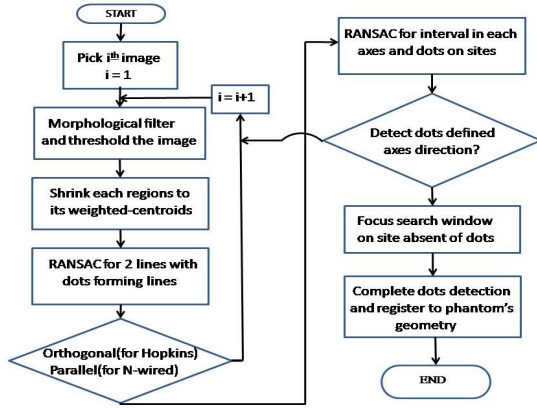 START
Pick ith image
i = 1
i = i+1
Morphological filter
and threshold the image
Shrink each regions to
its weighted-centroids
RANSAC for 2 lines with
dots forming lines
Orthogonal(for Hopkins)
Parallel(for N-wired)
RANSAC for interval in each
axes and dots on sites
Detect dots defined
axes direction?
Focus search window
on site absent of dots
Complete dots detection
and register to phantom's
geometry
END